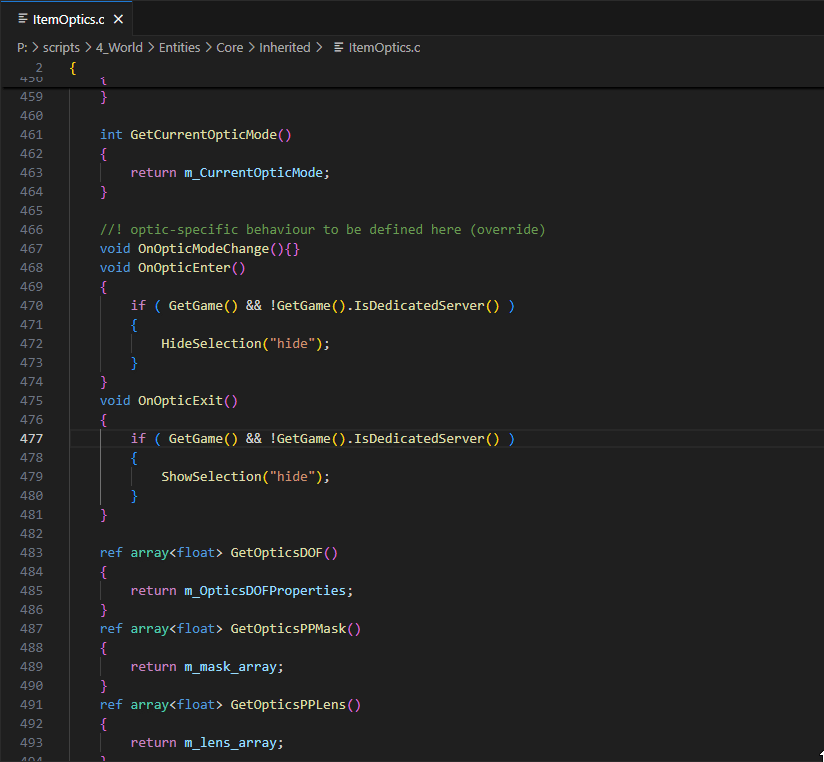 ItemOptics.c
P: > scripts > 4_World > Entities > Core > Inherited > ItemOptics.c
2 {
458 {
459 }
460
461 int GetCurrentOpticMode()
462 {
463 return m_CurrentOpticMode;
464 }
465
466 //! optic-specific behaviour to be defined here (override)
467 void OnOpticModeChange(){}
468 void OnOpticEnter()
469 {
470 if ( GetGame() && !GetGame().IsDedicatedServer() )
471 {
472 HideSelection("hide");
473 }
474 }
475 void OnOpticExit()
476 {
477 if ( GetGame() && !GetGame().IsDedicatedServer() )
478 {
479 ShowSelection("hide");
480 }
481 }
482
483 ref array<float> GetOpticsDOF()
484 {
485 return m_OpticsDOFProperties;
486 }
487 ref array<float> GetOpticsPPMask()
488 {
489 return m_mask_array;
490 }
491 ref array<float> GetOpticsPPLens()
492 {
493 return m_lens_array;
494 }